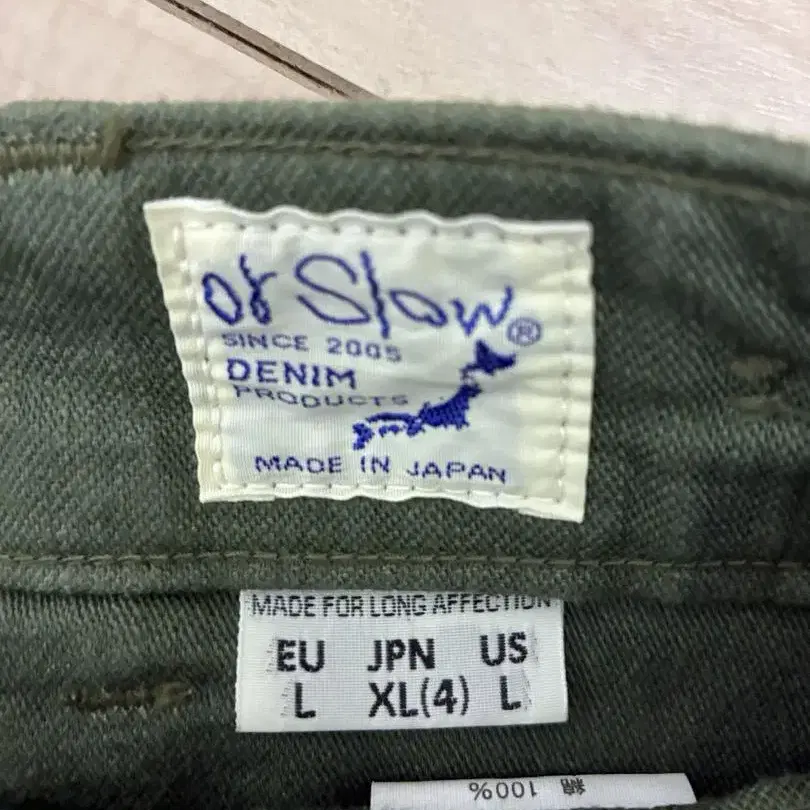 or Slow®
SINCE 2005
DENIM
PRODUCTS
MADE IN JAPAN
MADE FOR LONG AFFECTION
EU JPN US
L XL(4) L
綿 100%